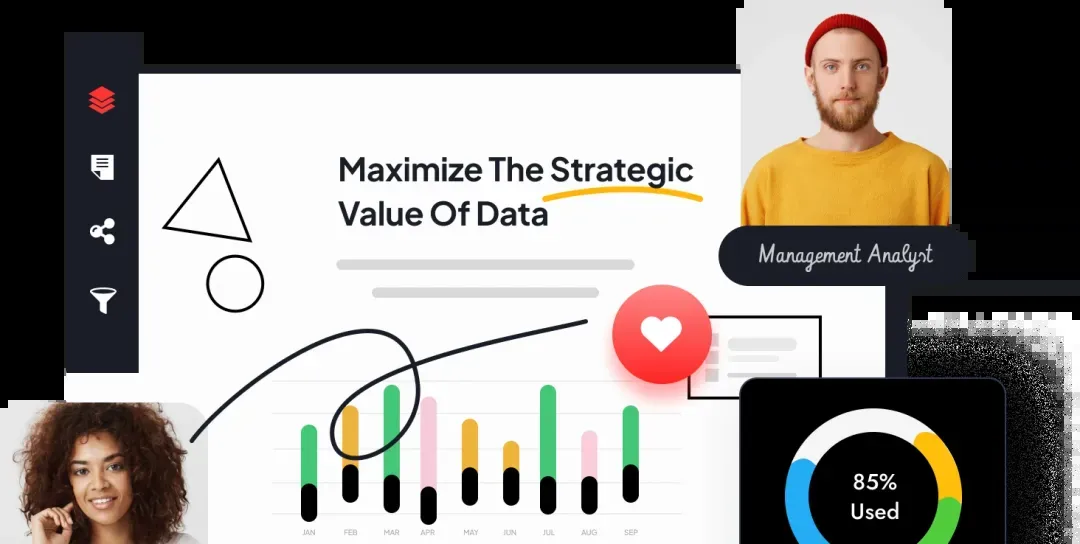 Maximize The Strategic
Value Of Data
Management Analyst
85%
Used
JAN FEB MAR APR MAY JUN JUL AUG SEP